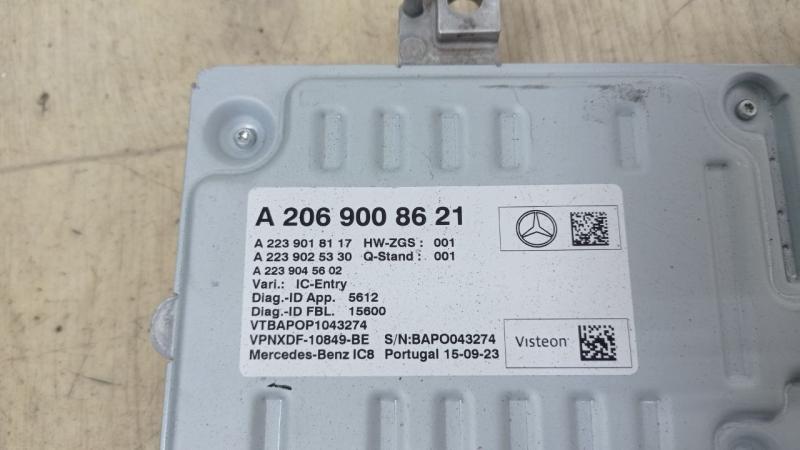 A 206 900 86 21
A 223 901 81 17 HW-ZGS : 001
A 223 902 53 30 Q-Stand : 001
A 223 904 56 02
Vari.: IC-Entry
Diag.-ID App. 5612
Diag.-ID FBL. 15600
VTBAPOP1043274
VPNXDF-10849-BE S/N:BAPO043274
Mercedes-Benz IC8 Portugal 15-09-23
Visteon